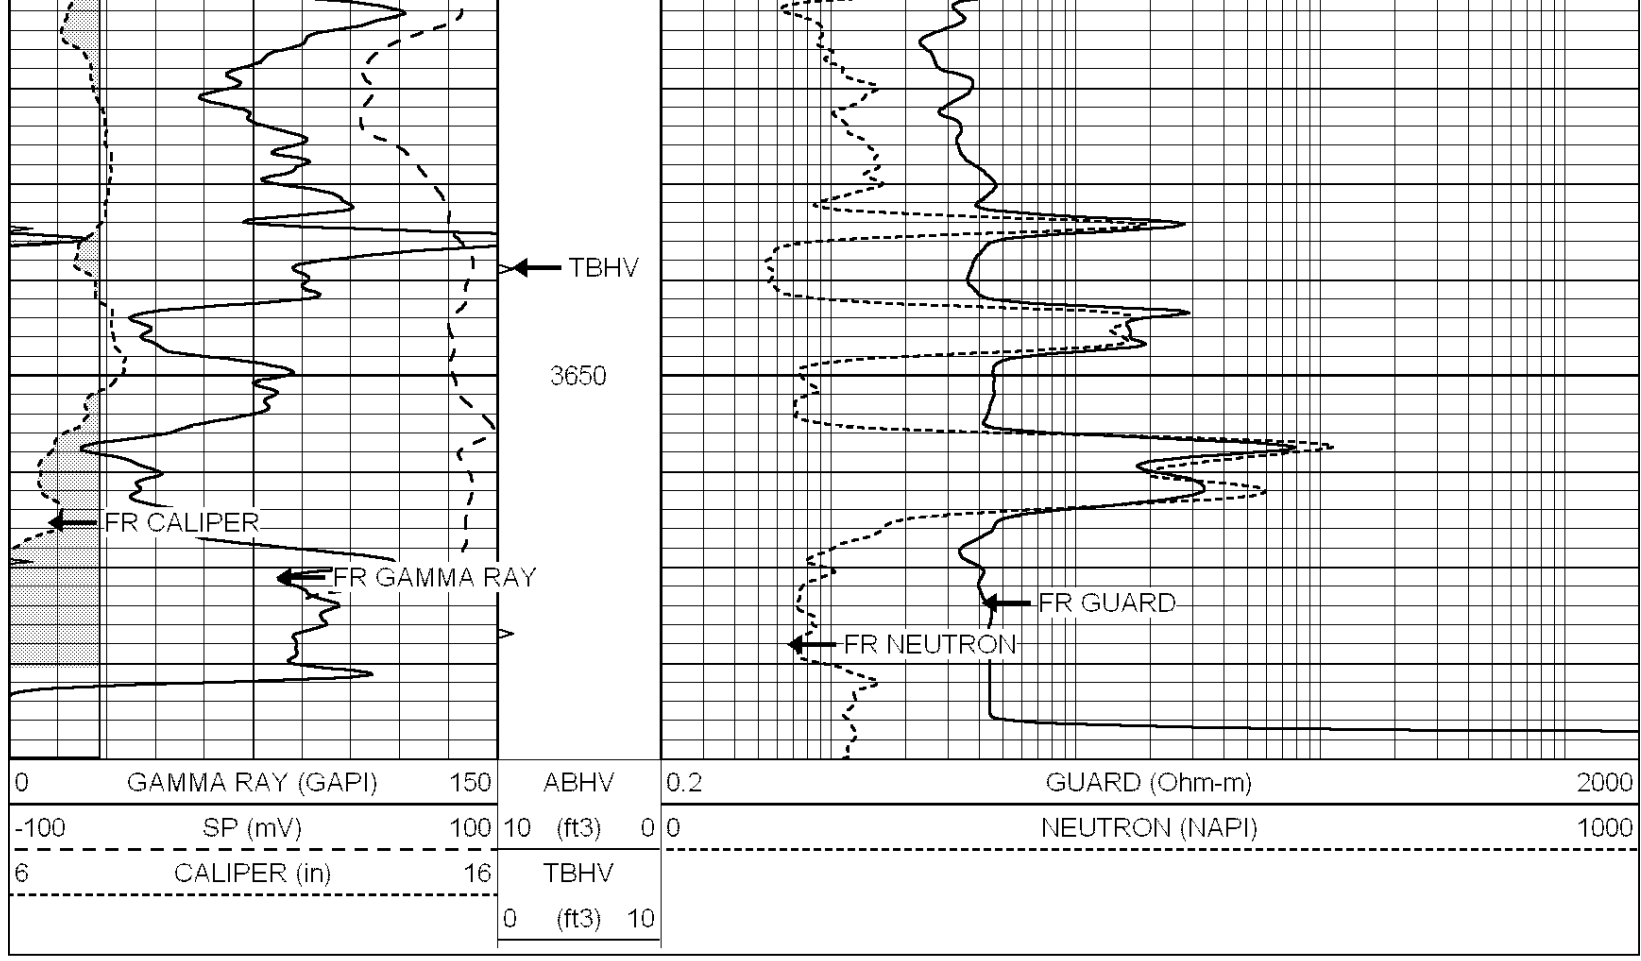 TBHV
3650
FR CALIPER
FR GAMMA RAY
FR GUARD
FR NEUTRON
0 GAMMA RAY (GAPI) 150 ABHV 0.2 GUARD (Ohm-m) 2000
-100 SP (mV) 100 10 (ft3) 0 0 NEUTRON (NAPI) 1000
6 CALIPER (in) 16 TBHV
0 (ft3) 10